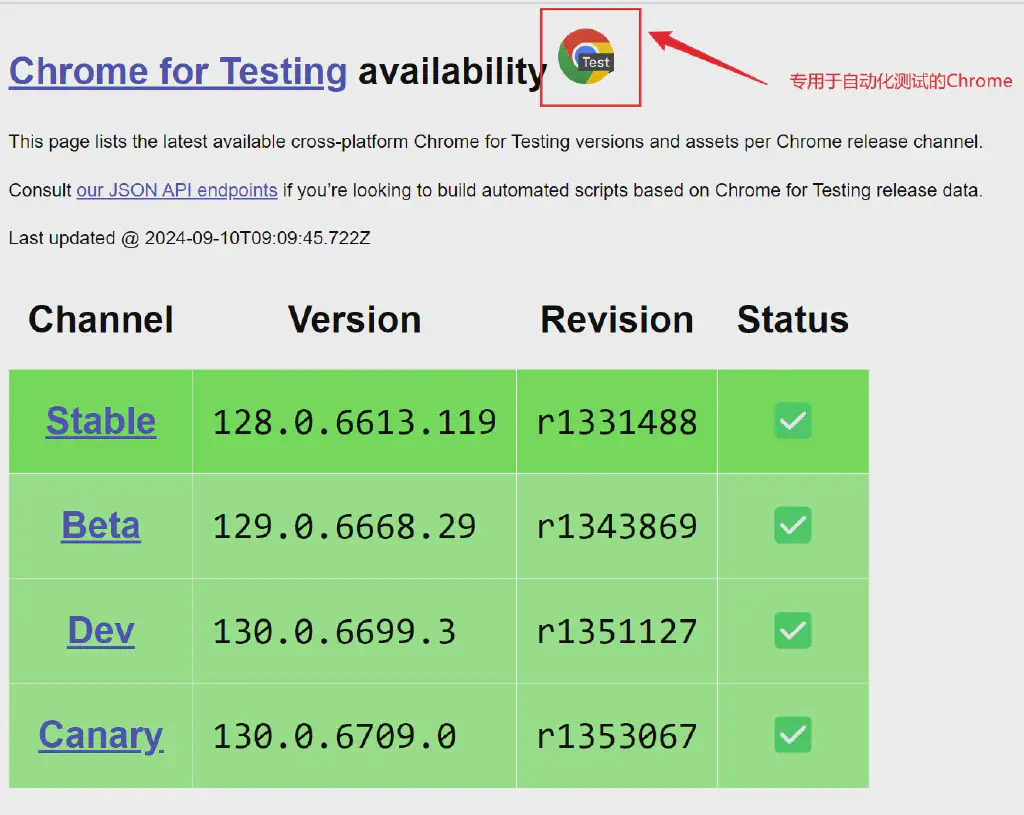 Chrome for Testing availability
Test
专用于自动化测试的Chrome
This page lists the latest available cross-platform Chrome for Testing versions and assets per Chrome release channel.
Consult our JSON API endpoints if you’re looking to build automated scripts based on Chrome for Testing release data.
Last updated @ 2024-09-10T09:09:45.722Z
Channel Version Revision Status
Stable 128.0.6613.119 r1331488 ✅
Beta 129.0.6668.29 r1343869 ✅
Dev 130.0.6699.3 r1351127 ✅
Canary 130.0.6709.0 r1353067 ✅